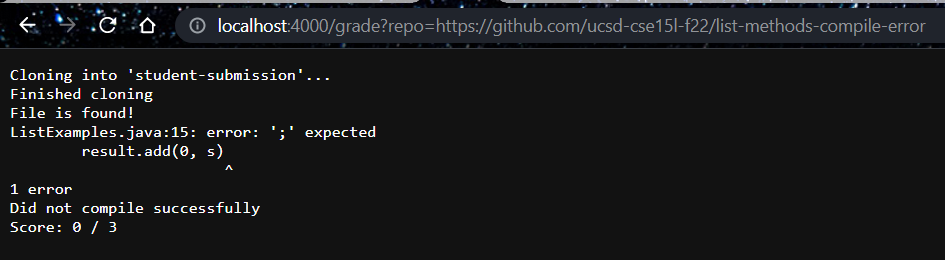 localhost:4000/grade?repo=https://github.com/ucsd-cse15l-f22/list-methods-compile-error
Cloning into 'student-submission'...
Finished cloning
File is found!
ListExamples.java:15: error: ';' expected
        result.add(0, s)
                        ^
1 error
Did not compile successfully
Score: 0 / 3